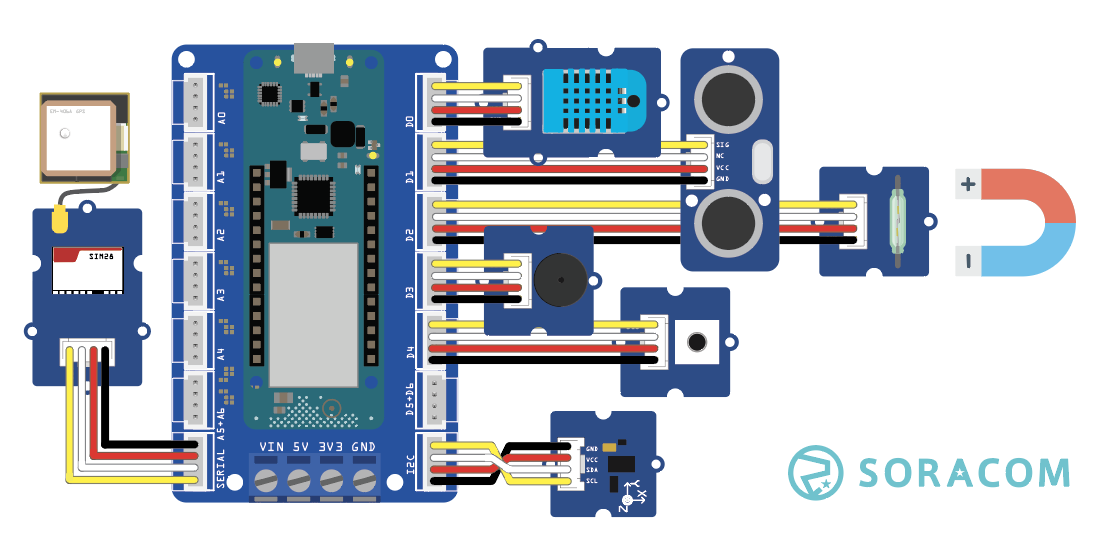 A0
A1
A2
A3
A4
A5+A6
SERIAL
D0
D1
D2
D3
D4
D5+D6
I2C
VIN 5V 3V3 GND
SIM28
SIG
NC
VCC
GND
+
-
GND
VCC
SDA
SCL
Y
X
Z
SORACOM